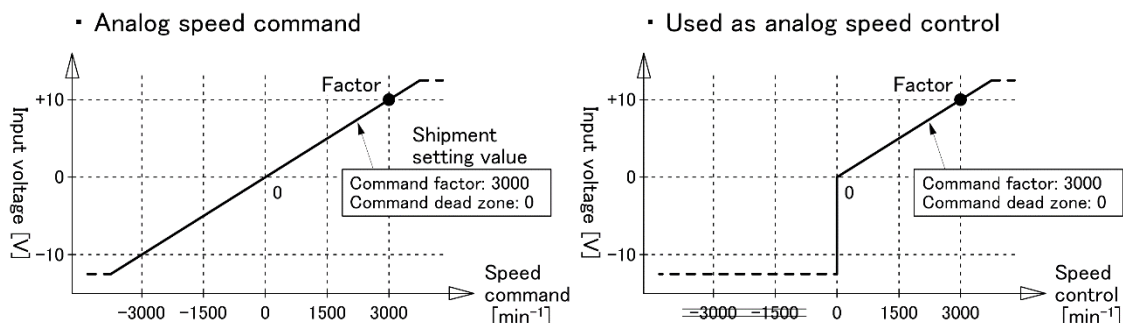 ・ Analog speed command
Factor
+10
Input voltage [V]
Shipment
setting value
0
0
Command factor: 3000
Command dead zone: 0
-10
Speed
command
[min⁻¹]
-3000 -1500 0 1500 3000
・ Used as analog speed control
Factor
+10
Input voltage [V]
0
0
Command factor: 3000
Command dead zone: 0
-10
Speed
control
[min⁻¹]
-3000 -1500 0 1500 3000